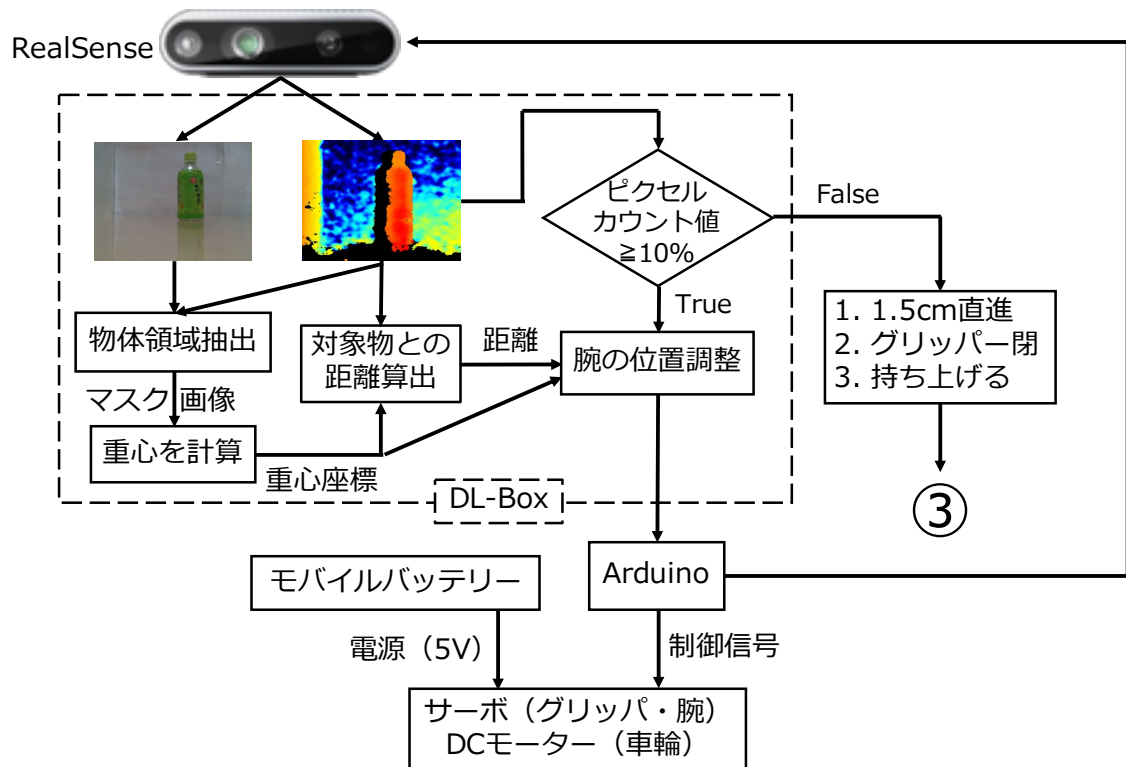 RealSense
ピクセル
カウント値
≧10%
False
True
物体領域抽出
対象物との
距離算出
距離
腕の位置調整
1. 1.5cm直進
2. グリッパー閉
3. 持ち上げる
マスク画像
重心を計算
重心座標
DL-Box
③
モバイルバッテリー
Arduino
電源（5V）
制御信号
サーボ（グリッパ・腕）
DCモーター（車輪）